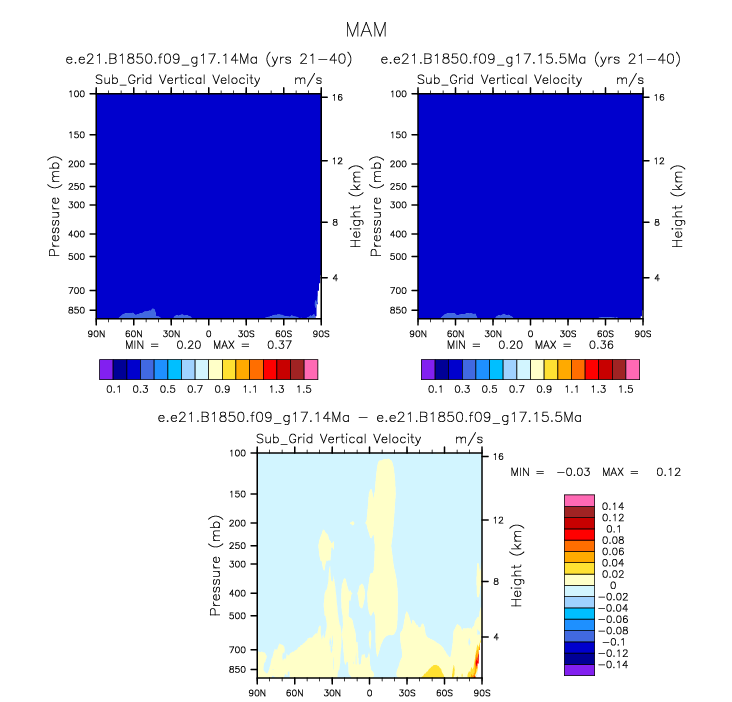 MAM
e.e21.B1850.f09_g17.14Ma (yrs 21−40)
e.e21.B1850.f09_g17.15.5Ma (yrs 21−40)
Sub_Grid Vertical Velocity m/s
Sub_Grid Vertical Velocity m/s
100 150 200 250 300 400 500 700 850
Pressure (mb)
16 12 8 4
Height (km)
90N 60N 30N 0 30S 60S 90S
MIN = 0.20 MAX = 0.37
0.1 0.3 0.5 0.7 0.9 1.1 1.3 1.5
100 150 200 250 300 400 500 700 850
Pressure (mb)
16 12 8 4
Height (km)
90N 60N 30N 0 30S 60S 90S
MIN = 0.20 MAX = 0.36
0.1 0.3 0.5 0.7 0.9 1.1 1.3 1.5
e.e21.B1850.f09_g17.14Ma − e.e21.B1850.f09_g17.15.5Ma
Sub_Grid Vertical Velocity m/s
100 150 200 250 300 400 500 700 850
Pressure (mb)
16 12 8 4
Height (km)
90N 60N 30N 0 30S 60S 90S
MIN = −0.03 MAX = 0.12
0.14
0.12
0.1
0.08
0.06
0.04
0.02
0
−0.02
−0.04
−0.06
−0.08
−0.1
−0.12
−0.14